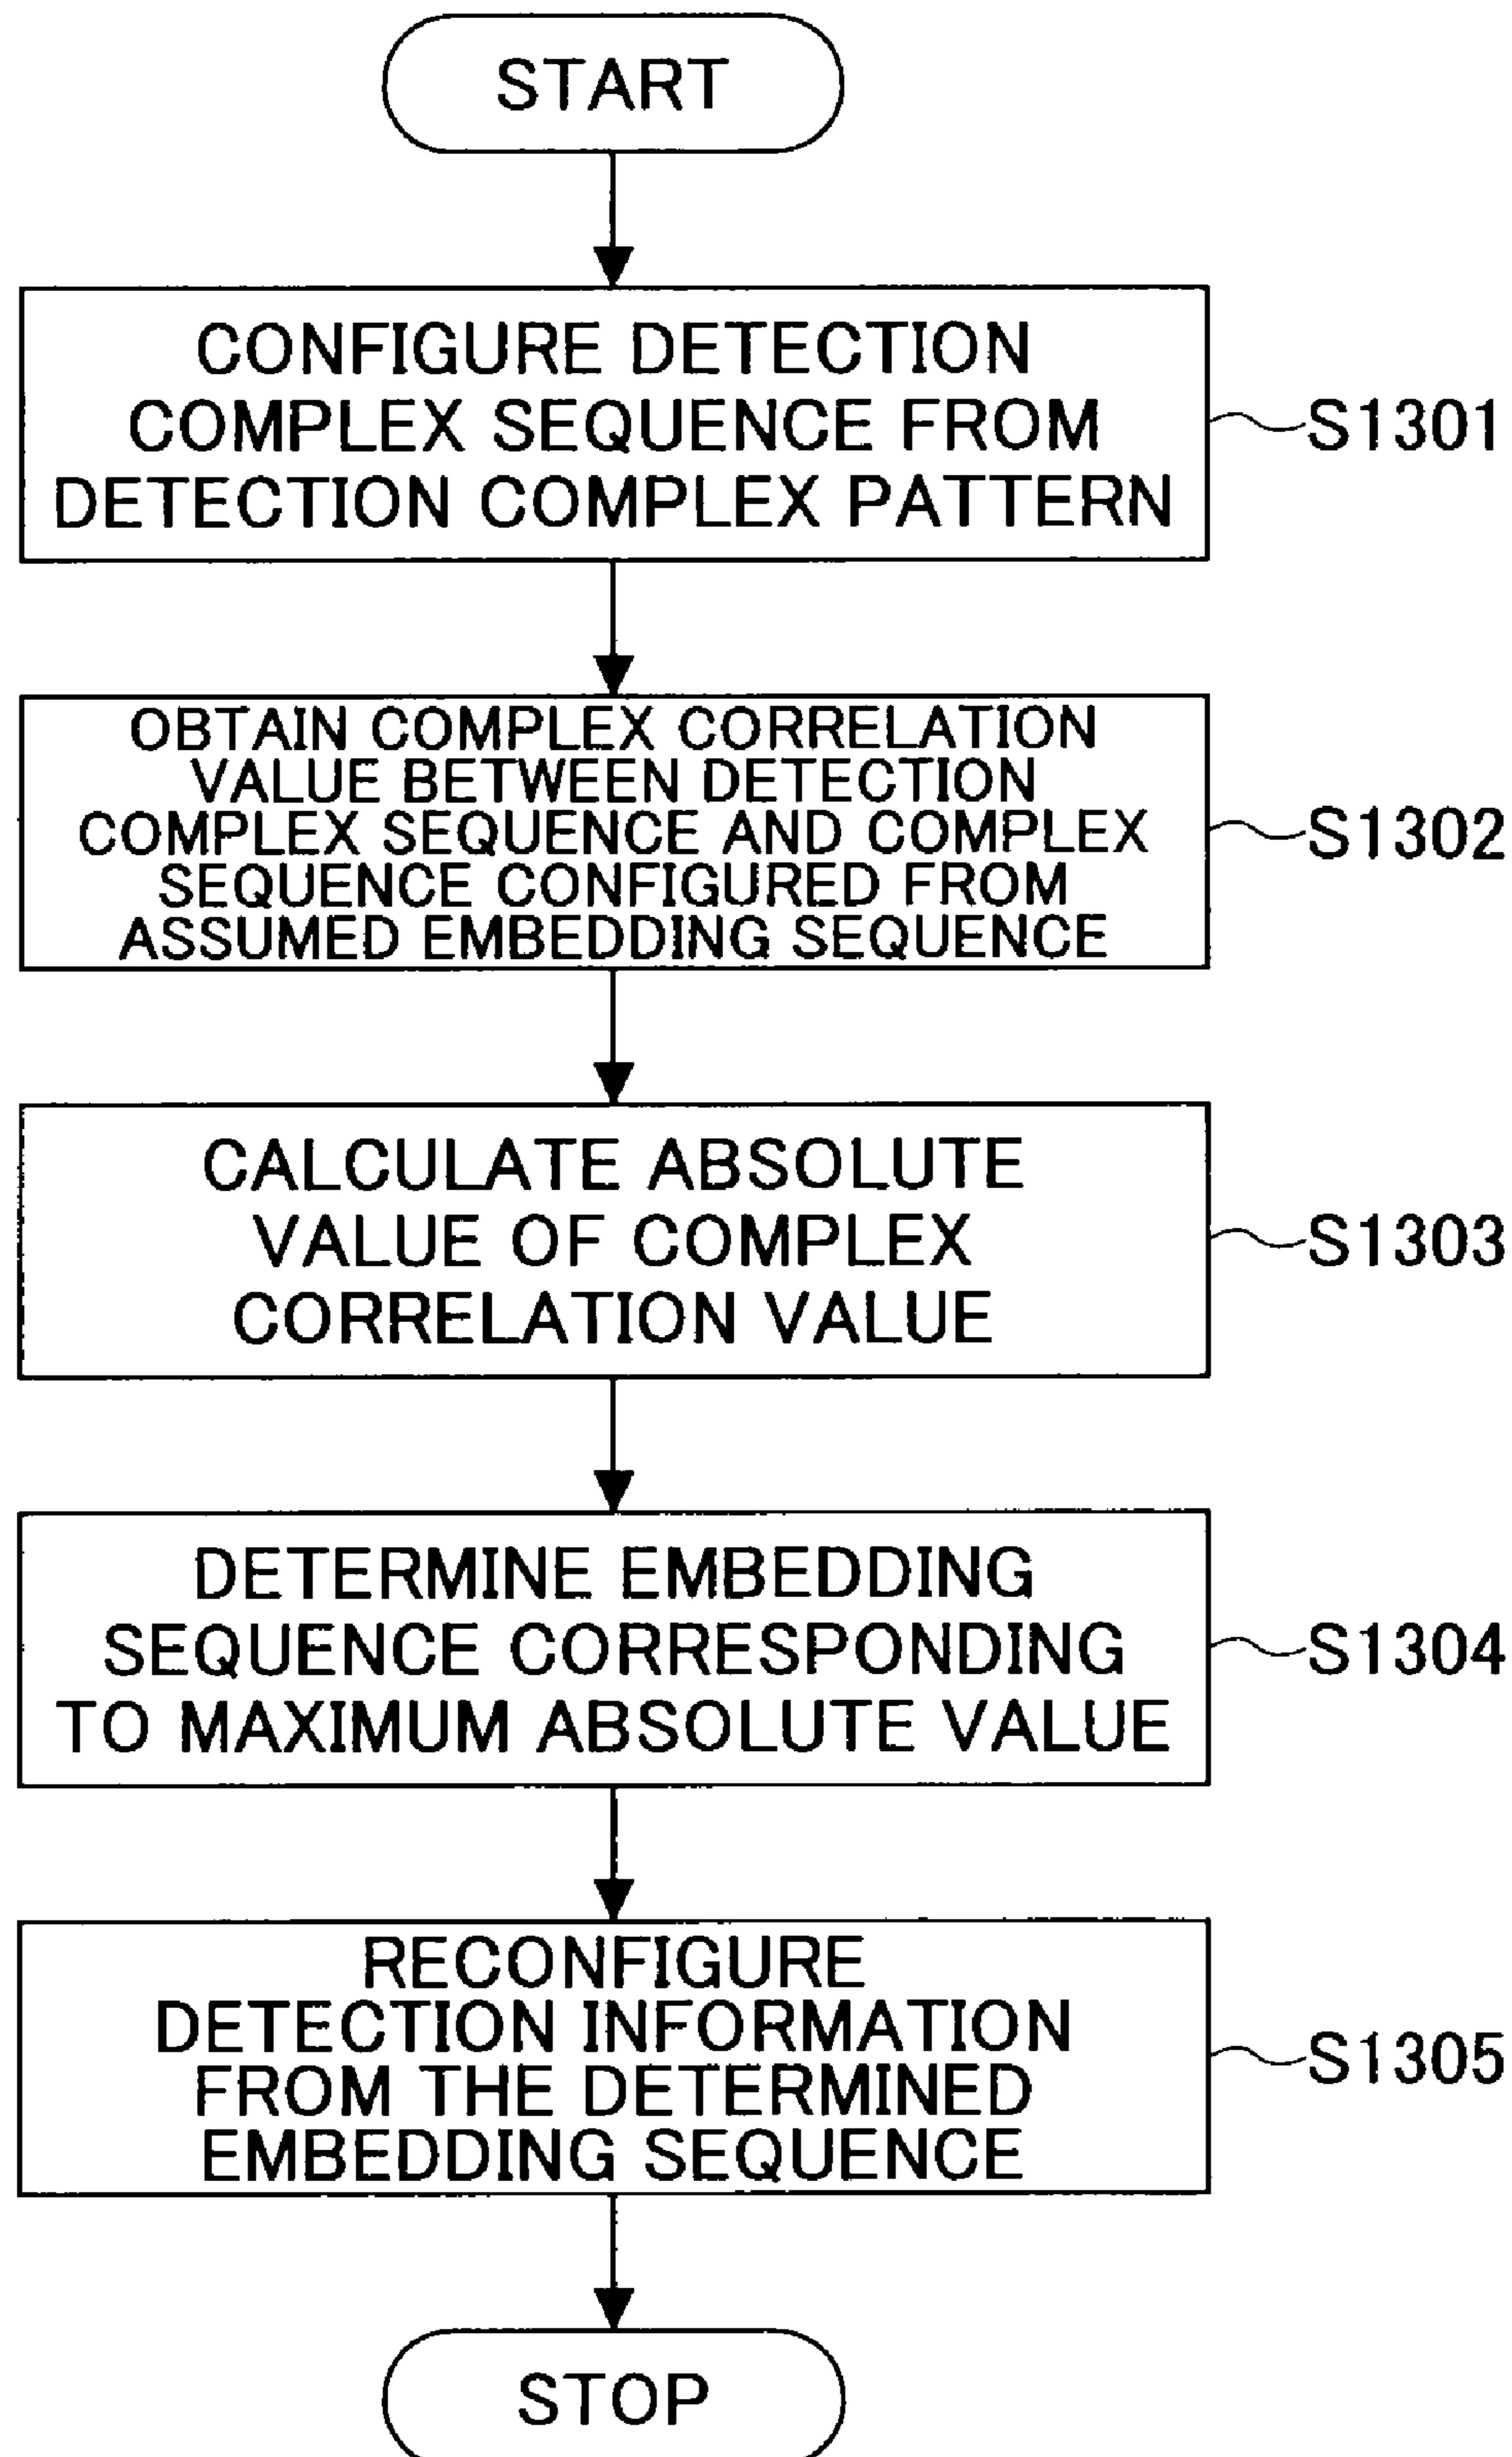 START
CONFIGURE DETECTION
COMPLEX SEQUENCE FROM
DETECTION COMPLEX PATTERN
S1301
OBTAIN COMPLEX CORRELATION
VALUE BETWEEN DETECTION
COMPLEX SEQUENCE AND COMPLEX
SEQUENCE CONFIGURED FROM
ASSUMED EMBEDDING SEQUENCE
S1302
CALCULATE ABSOLUTE
VALUE OF COMPLEX
CORRELATION VALUE
S1303
DETERMINE EMBEDDING
SEQUENCE CORRESPONDING
TO MAXIMUM ABSOLUTE VALUE
S1304
RECONFIGURE
DETECTION INFORMATION
FROM THE DETERMINED
EMBEDDING SEQUENCE
S1305
STOP